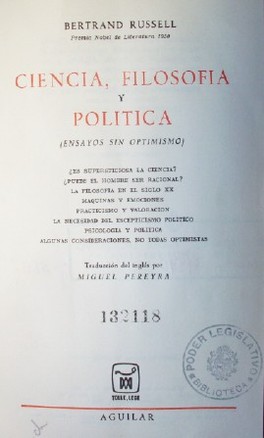 BERTRAND RUSSELL
Premio Nobel de Literatura 1950
CIENCIA, FILOSOFIA
Y
POLITICA
(ENSAYOS SIN OPTIMISMO)
¿ES SUPERSTICIOSA LA CIENCIA?
¿PUEDE EL HOMBRE SER RACIONAL?
LA FILOSOFIA EN EL SIGLO XX
MAQUINAS Y EMOCIONES
PRACTICISMO Y VALORACION
LA NECESIDAD DEL ESCEPTICISMO POLITICO
PSICOLOGIA Y POLITICA
ALGUNAS CONSIDERACIONES, NO TODAS OPTIMISTAS
Traducción del inglés por
MIGUEL PEREYRA
132118
PODER LEGISLATIVO
BIBLIOTECA
TOLLE, LEGE
AGUILAR